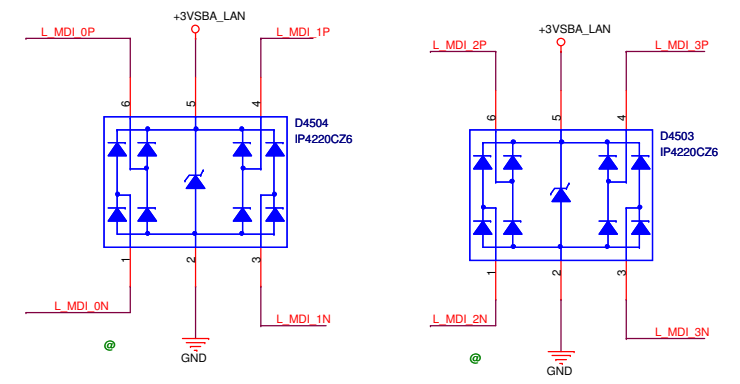 +3VSBA_LAN
L_MDI_0P
L_MDI_1P
6
5
4
D4504
IP4220CZ6
1
2
3
L_MDI_0N
L_MDI_1N
@
GND
+3VSBA_LAN
L_MDI_2P
L_MDI_3P
6
5
4
D4503
IP4220CZ6
1
2
3
L_MDI_2N
L_MDI_3N
@
GND